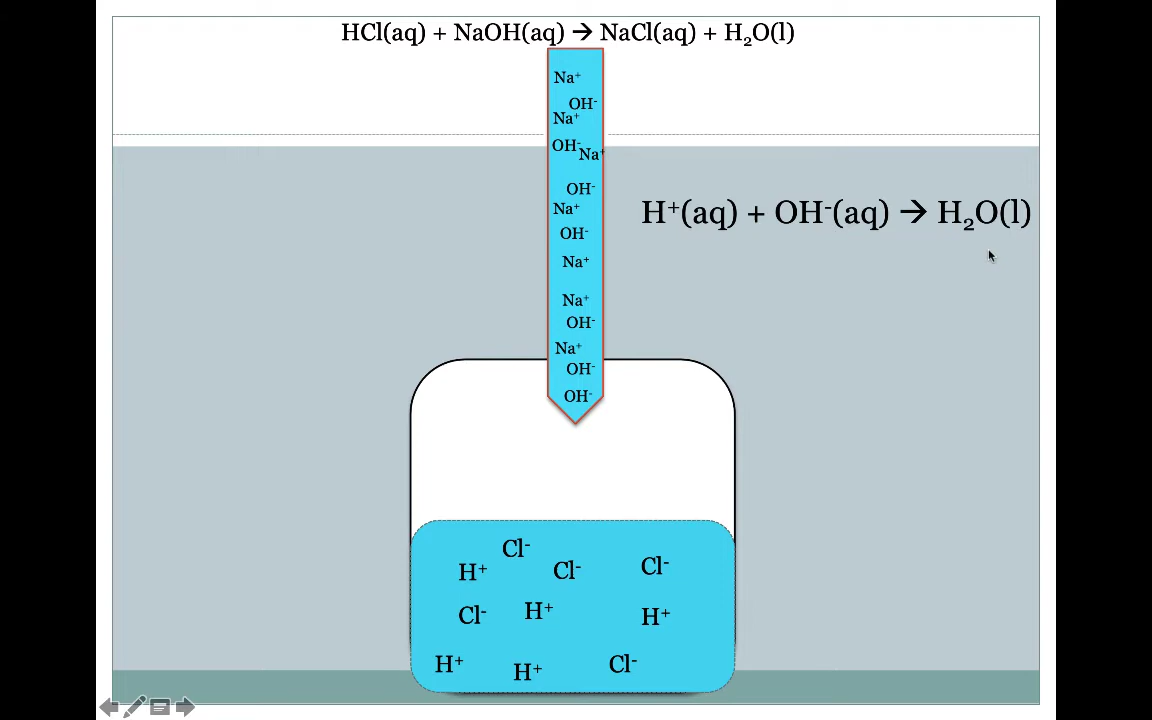 HCl(aq) + NaOH(aq) → NaCl(aq) + H₂O(l)
Na⁺
OH⁻
Na⁺
OH⁻
Na⁺
OH⁻
Na⁺
OH⁻
Na⁺
Na⁺
OH⁻
Na⁺
OH⁻
OH⁻
H⁺(aq) + OH⁻(aq) → H₂O(l)
Cl⁻
H⁺ Cl⁻ Cl⁻
Cl⁻ H⁺ H⁺
H⁺ H⁺ Cl⁻